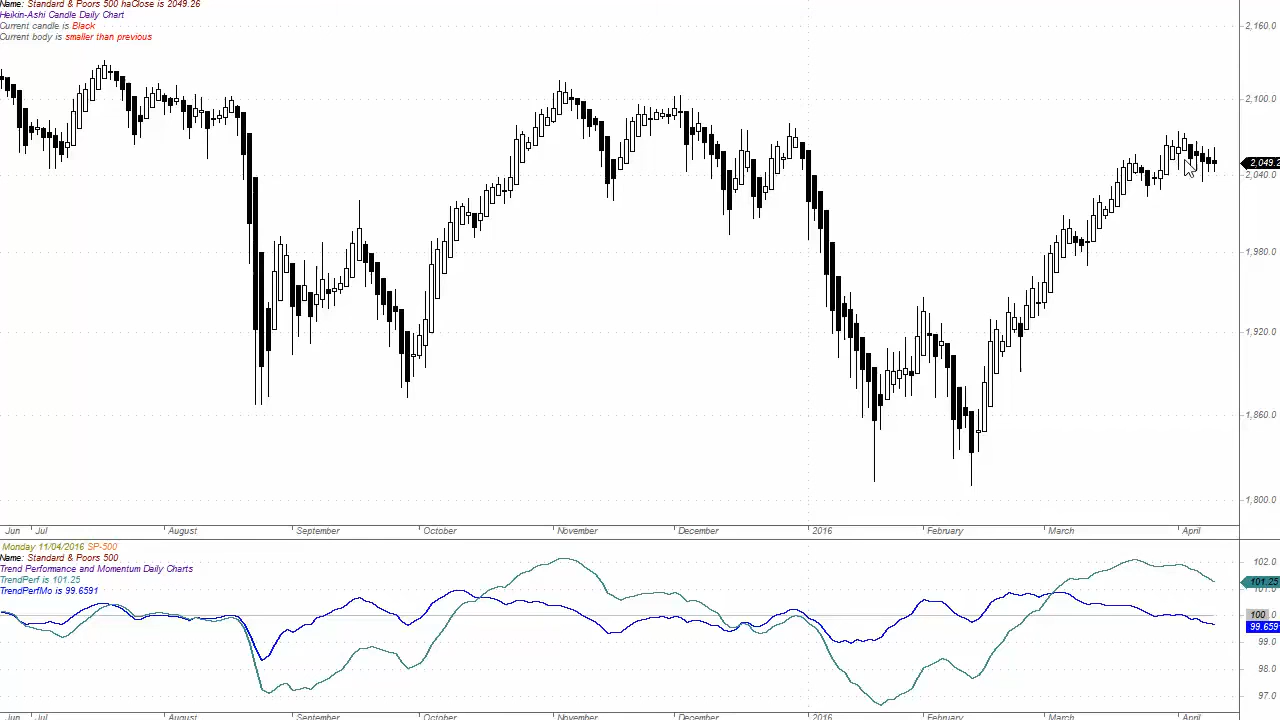 Name: Standard & Poors 500 haClose is 2049.26
Heikin-Ashi Candle Daily Chart
Current candle is Black
Current body is smaller than previous
2,160.0
2,100.0
2,049.2
2,040.0
1,980.0
1,920.0
1,860.0
1,800.0
Jun Jul August September October November December 2016 February March April
Monday 11/04/2016 SP-500
Name: Standard & Poors 500
Trend Performance and Momentum Daily Charts
TrendPerf is 101.25
TrendPerfMo is 99.6591
102.0
101.25
101.0
100
99.659
99.0
98.0
97.0
Jun Jul August September October November December 2016 February March April